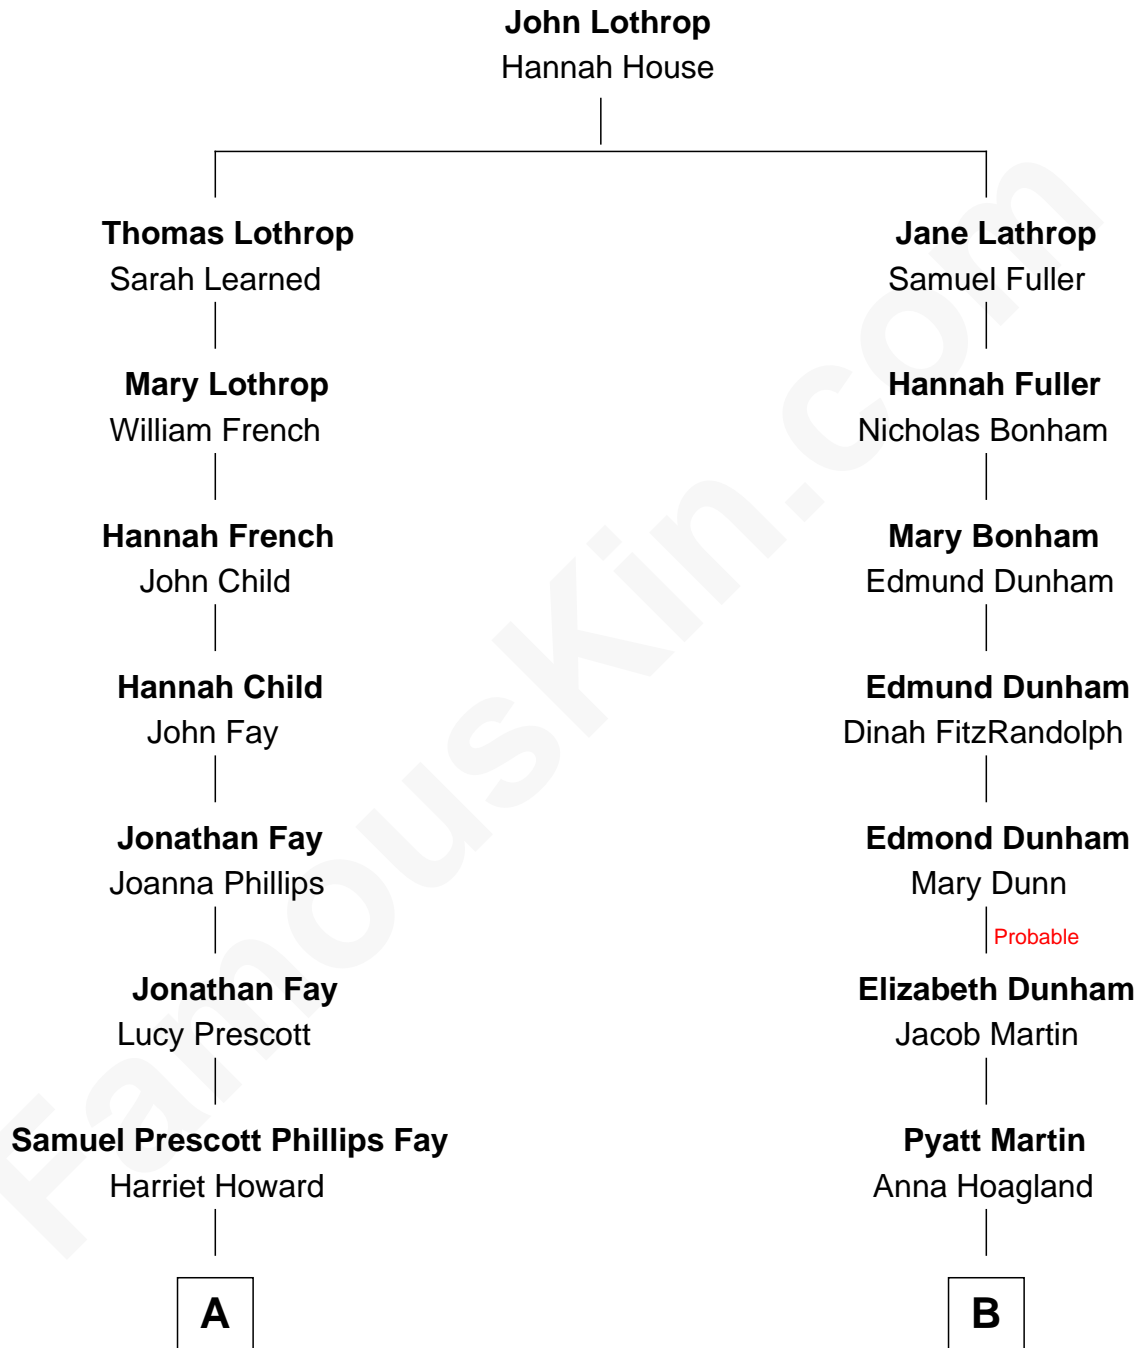 John Lothrop
Hannah House
Thomas Lothrop
Sarah Learned
Mary Lothrop
William French
Hannah French
John Child
Hannah Child
John Fay
Jonathan Fay
Joanna Phillips
Jonathan Fay
Lucy Prescott
Samuel Prescott Phillips Fay
Harriet Howard
A
Jane Lathrop
Samuel Fuller
Hannah Fuller
Nicholas Bonham
Mary Bonham
Edmund Dunham
Edmund Dunham
Dinah FitzRandolph
Edmond Dunham
Mary Dunn
Probable
Elizabeth Dunham
Jacob Martin
Pyatt Martin
Anna Hoagland
B
FamousKin.com